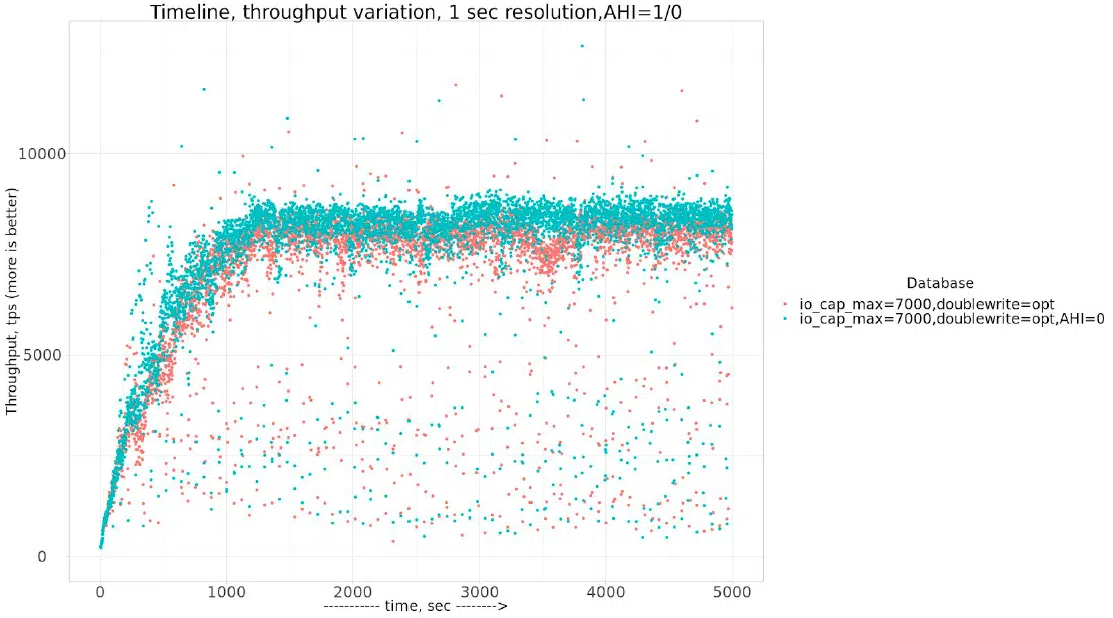 Timeline, throughput variation, 1 sec resolution,AHI=1/0
Throughput, tps (more is better)
10000
5000
0
0 1000 2000 3000 4000 5000
----------- time, sec -------->
Database
io_cap_max=7000,doublewrite=opt
io_cap_max=7000,doublewrite=opt,AHI=0